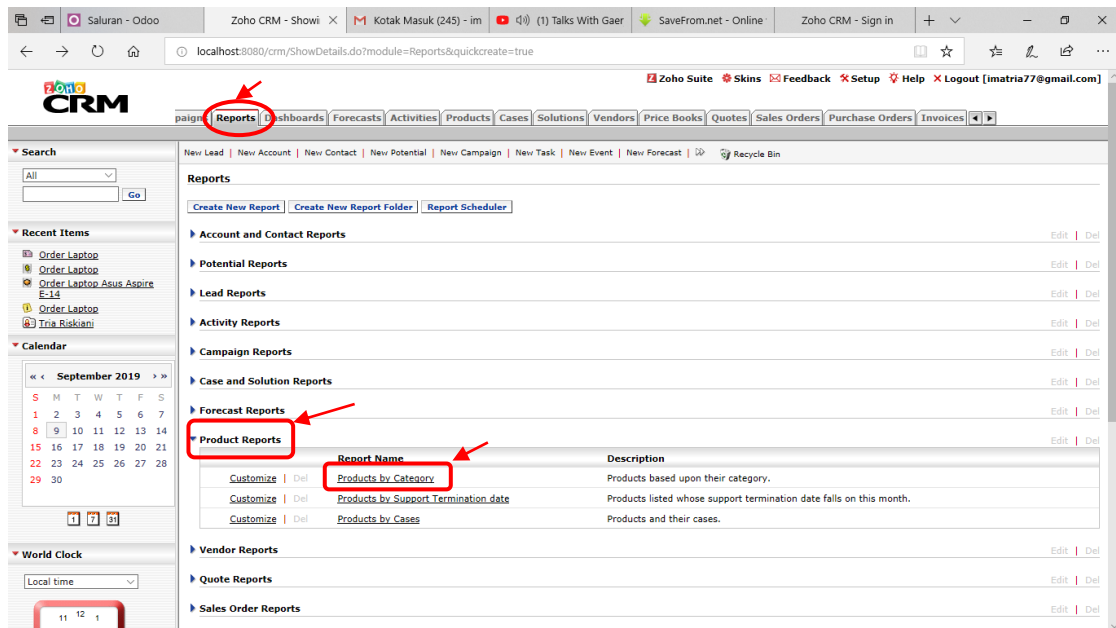 Saluran - Odoo
Zoho CRM - Showi
Kotak Masuk (245) - im
(1) Talks With Gaer
SaveFrom.net - Online
Zoho CRM - Sign in
localhost:8080/crm/ShowDetails.do?module=Reports&quickcreate=true
ZOHO
CRM
Zoho Suite Skins Feedback Setup Help Logout [imatria77@gmail.com]
paigns Reports Dashboards Forecasts Activities Products Cases Solutions Vendors Price Books Quotes Sales Orders Purchase Orders Invoices
Search
All
Go
Recent Items
Order Laptop
Order Laptop
Order Laptop Asus Aspire
E-14
Order Laptop
Tria Riskiani
Calendar
« ‹ September 2019 › »
S M T W T F S
1 2 3 4 5 6 7
8 9 10 11 12 13 14
15 16 17 18 19 20 21
22 23 24 25 26 27 28
29 30
1 7 31
World Clock
Local time
11 12 1
New Lead | New Account | New Contact | New Potential | New Campaign | New Task | New Event | New Forecast | Recycle Bin
Reports
Create New Report Create New Report Folder Report Scheduler
Account and Contact Reports Edit | Del
Potential Reports Edit | Del
Lead Reports Edit | Del
Activity Reports Edit | Del
Campaign Reports Edit | Del
Case and Solution Reports Edit | Del
Forecast Reports Edit | Del
Product Reports Edit | Del
Report Name Description
Customize | Del Products by Category Products based upon their category.
Customize | Del Products by Support Termination date Products listed whose support termination date falls on this month.
Customize | Del Products by Cases Products and their cases.
Vendor Reports Edit | Del
Quote Reports Edit | Del
Sales Order Reports Edit | Del